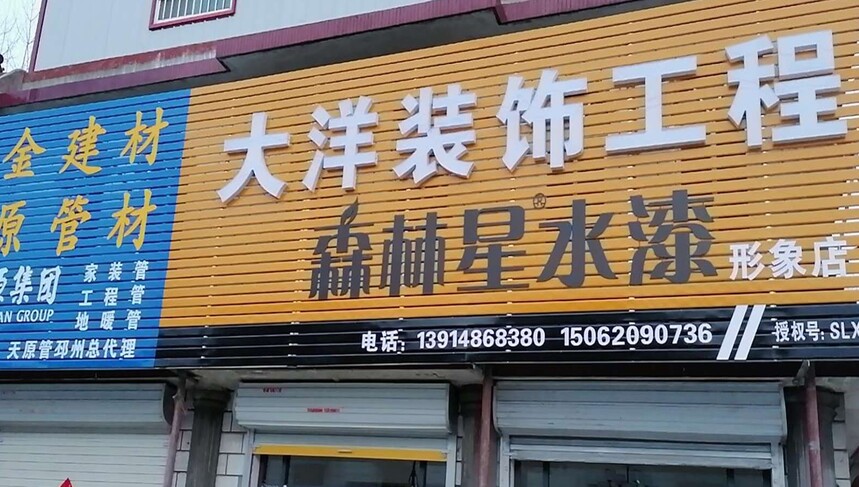 金建材
原管材
原集团
AN GROUP
家装管
工程管
地暖管
天原管邳州总代理
大洋装饰工程
森林星®水漆
形象店
电话：13914868380 15062090736
授权号：SLX